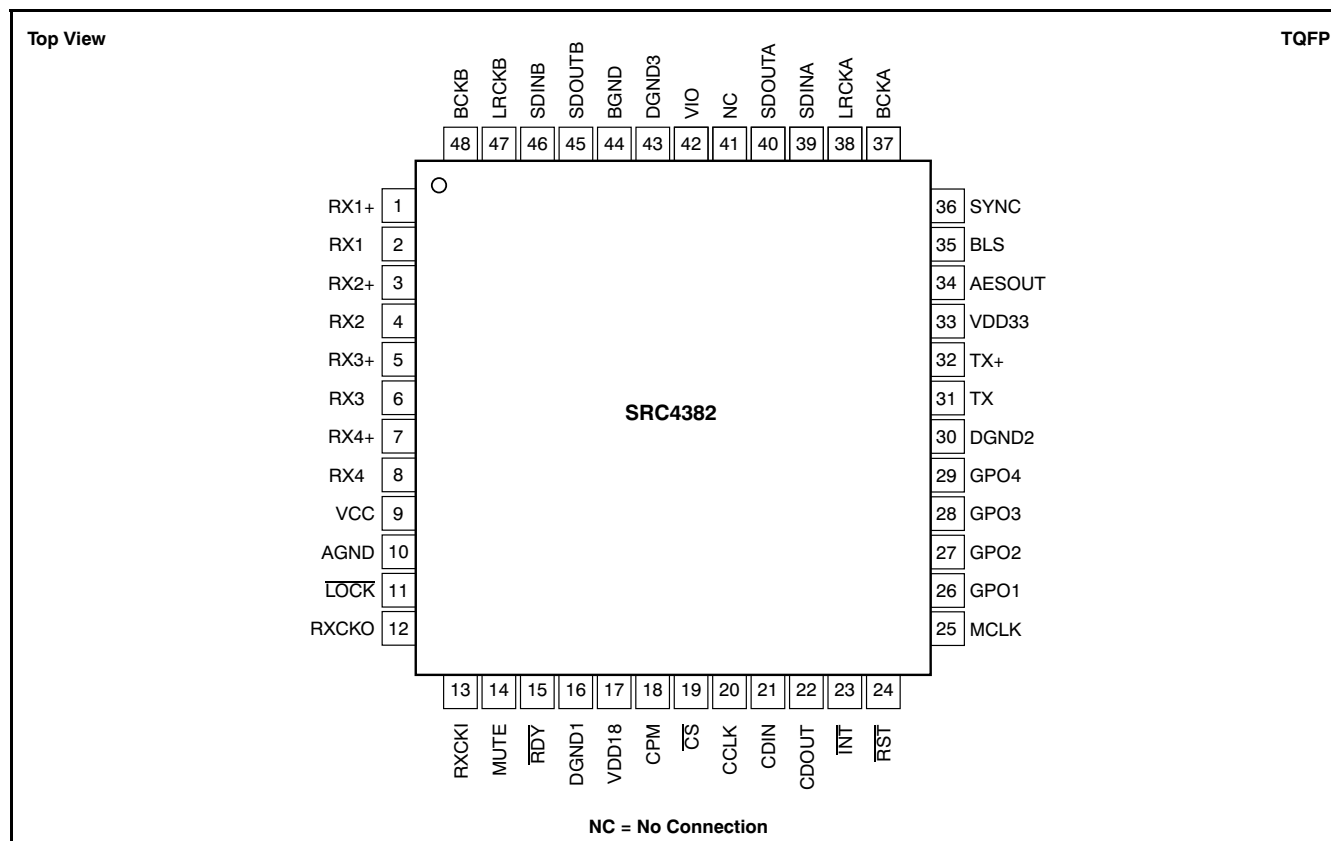 Top View
TQFP
BCKB
LRCKB
SDINB
SDOUTB
BGND
DGND3
VIO
NC
SDOUTA
SDINA
LRCKA
BCKA
48 47 46 45 44 43 42 41 40 39 38 37
RX1+ 1
RX1 2
RX2+ 3
RX2 4
RX3+ 5
RX3 6
RX4+ 7
RX4 8
VCC 9
AGND 10
LOCK 11
RXCKO 12
SRC4382
36 SYNC
35 BLS
34 AESOUT
33 VDD33
32 TX+
31 TX
30 DGND2
29 GPO4
28 GPO3
27 GPO2
26 GPO1
25 MCLK
13 14 15 16 17 18 19 20 21 22 23 24
RXCKI
MUTE
RDY
DGND1
VDD18
CPM
CS
CCLK
CDIN
CDOUT
INT
RST
NC = No Connection